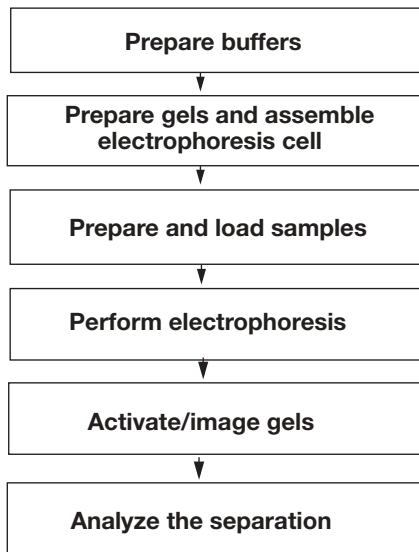 Prepare buffers
Prepare gels and assemble
electrophoresis cell
Prepare and load samples
Perform electrophoresis
Activate/image gels
Analyze the separation